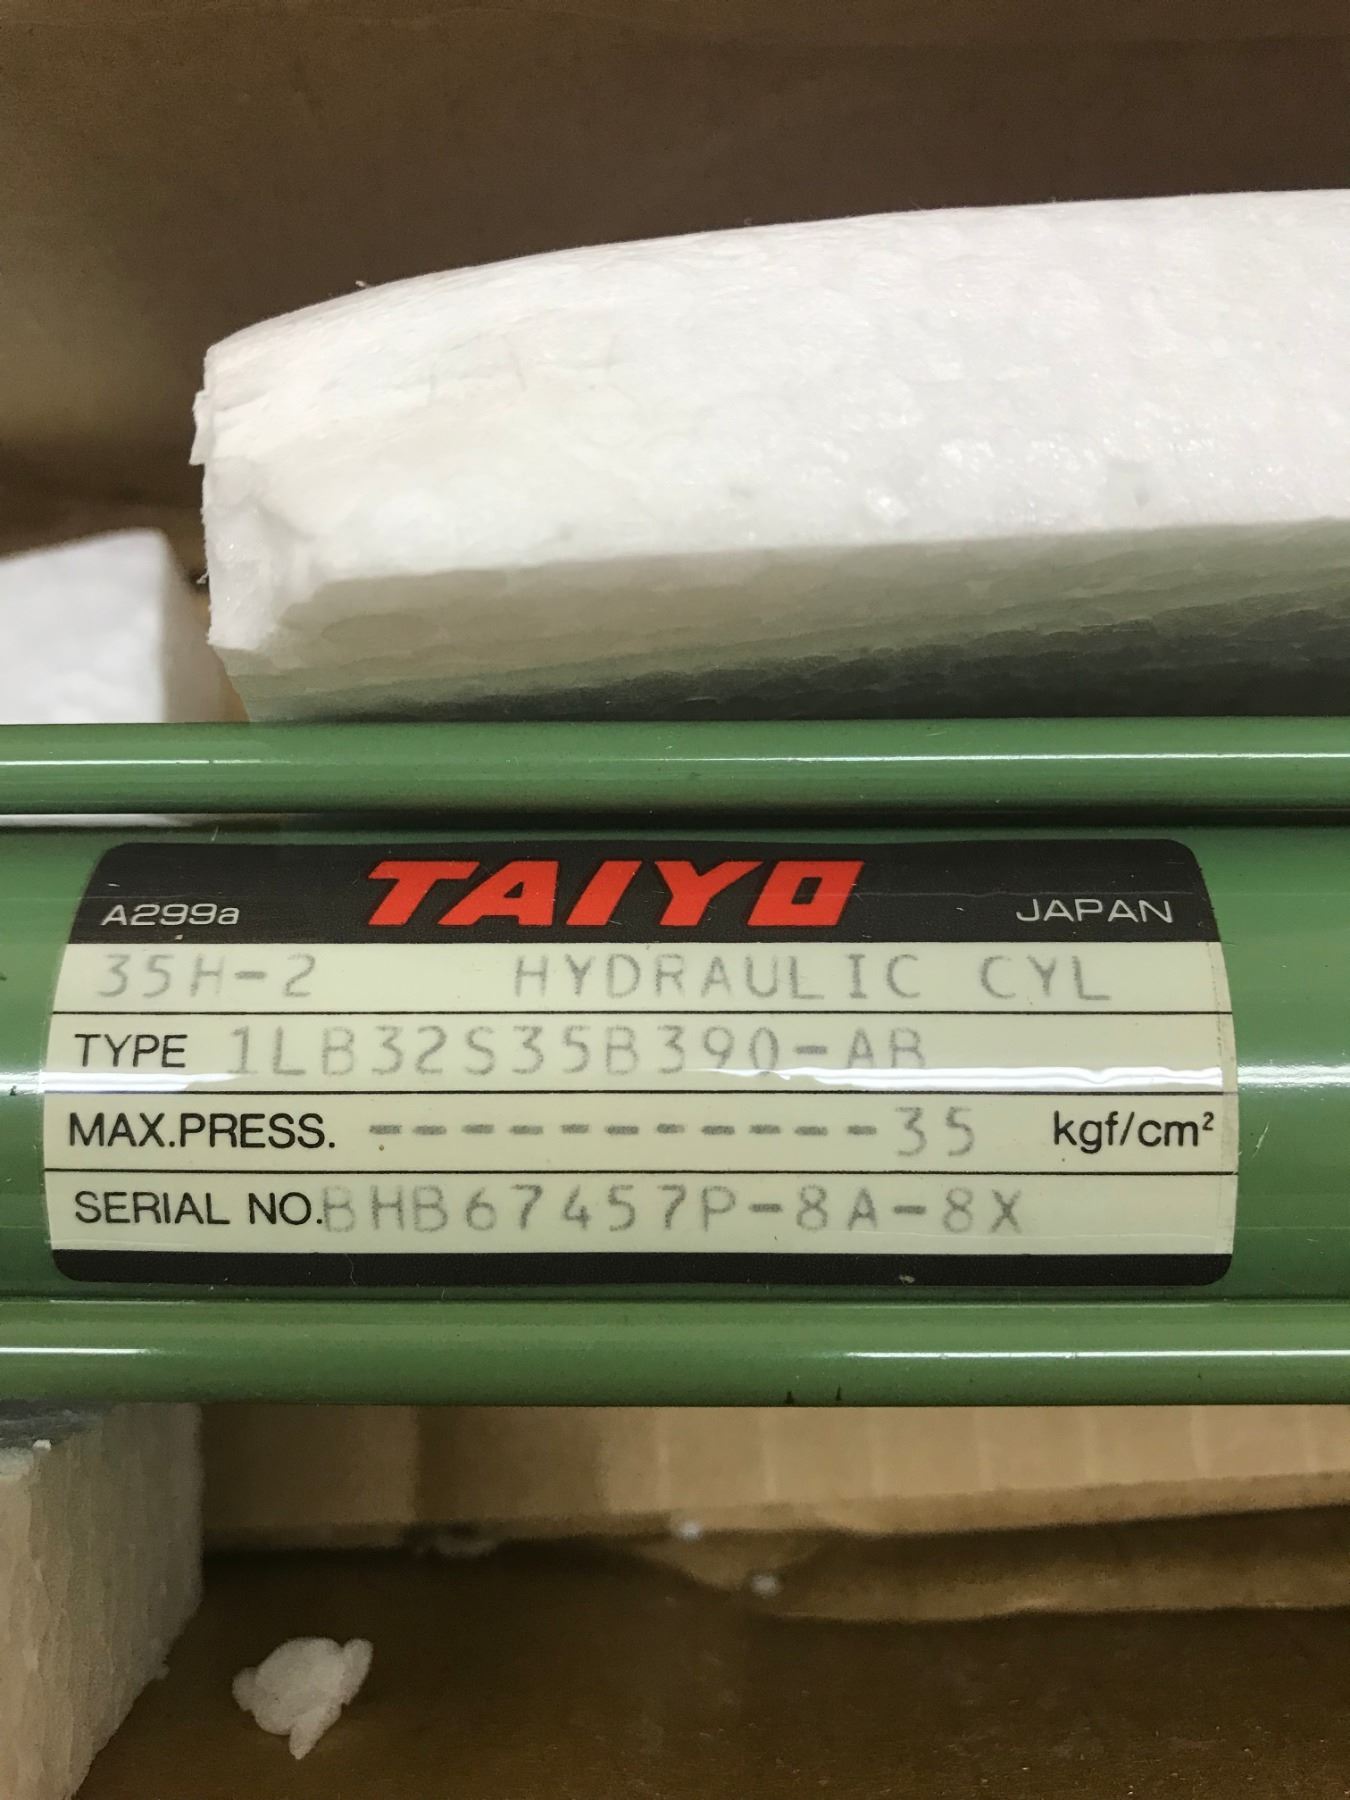 A299a TAIYO JAPAN
35H-2 HYDRAULIC CYL
TYPE 1LB32S35B390-AB
MAX.PRESS. -----------35 kgf/cm²
SERIAL NO.BHB67457P-8A-8X